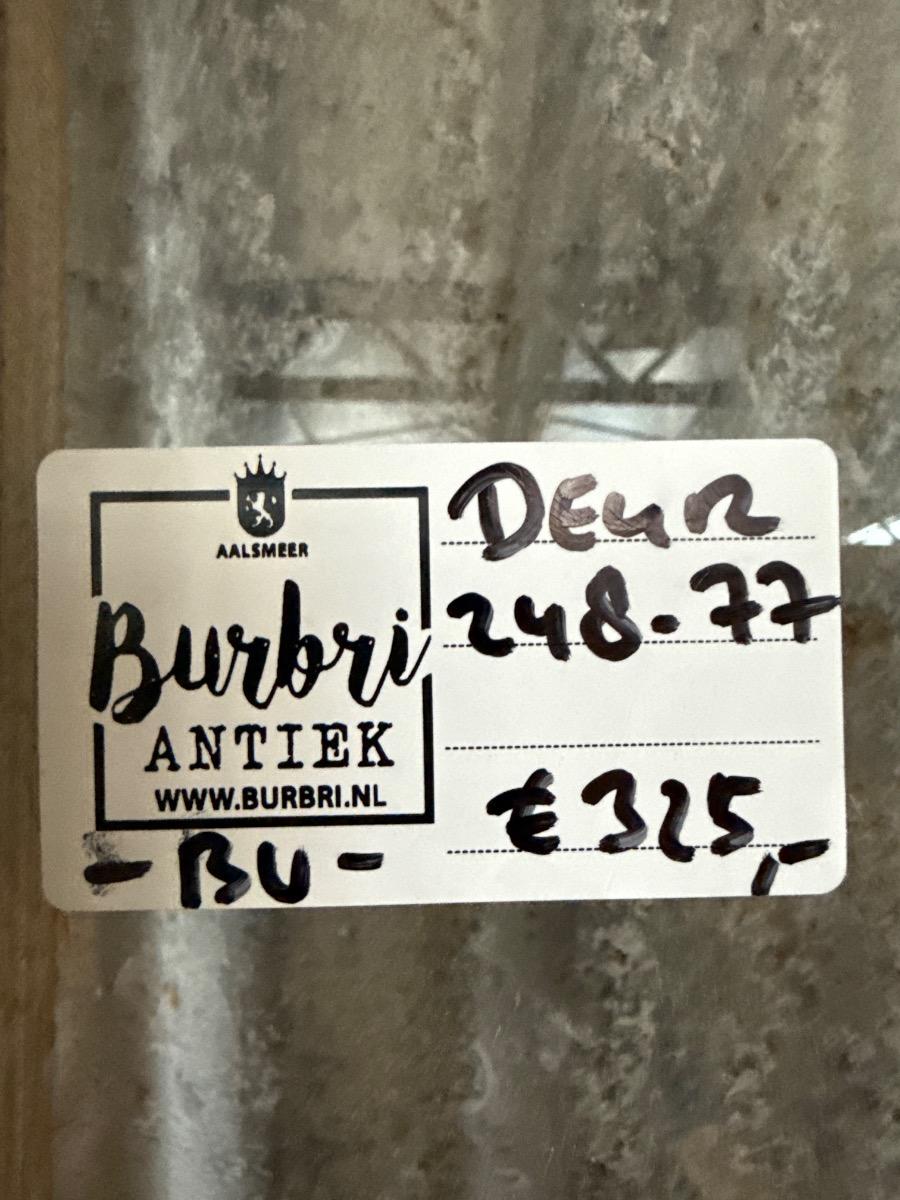 AALSMEER
Burbri
ANTIEK
WWW.BURBRI.NL
- BU -
DEUR
248-77
€ 325,-